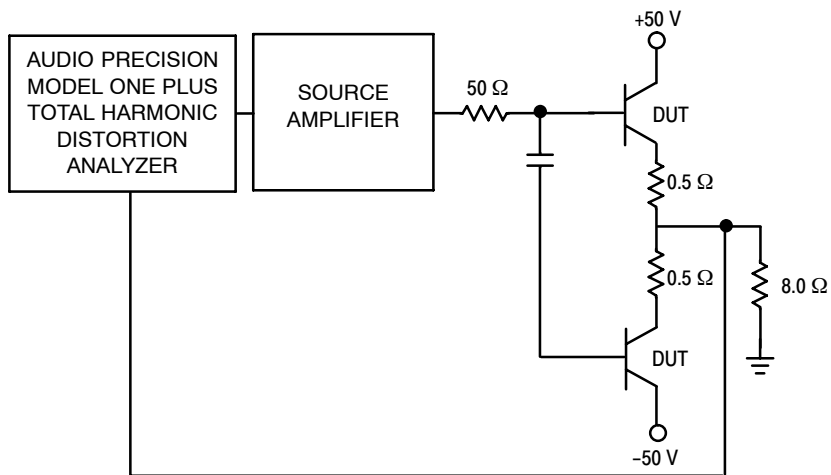 +50 V
AUDIO PRECISION
MODEL ONE PLUS
TOTAL HARMONIC
DISTORTION
ANALYZER
SOURCE
AMPLIFIER
50 Ω
DUT
0.5 Ω
0.5 Ω
8.0 Ω
DUT
−50 V